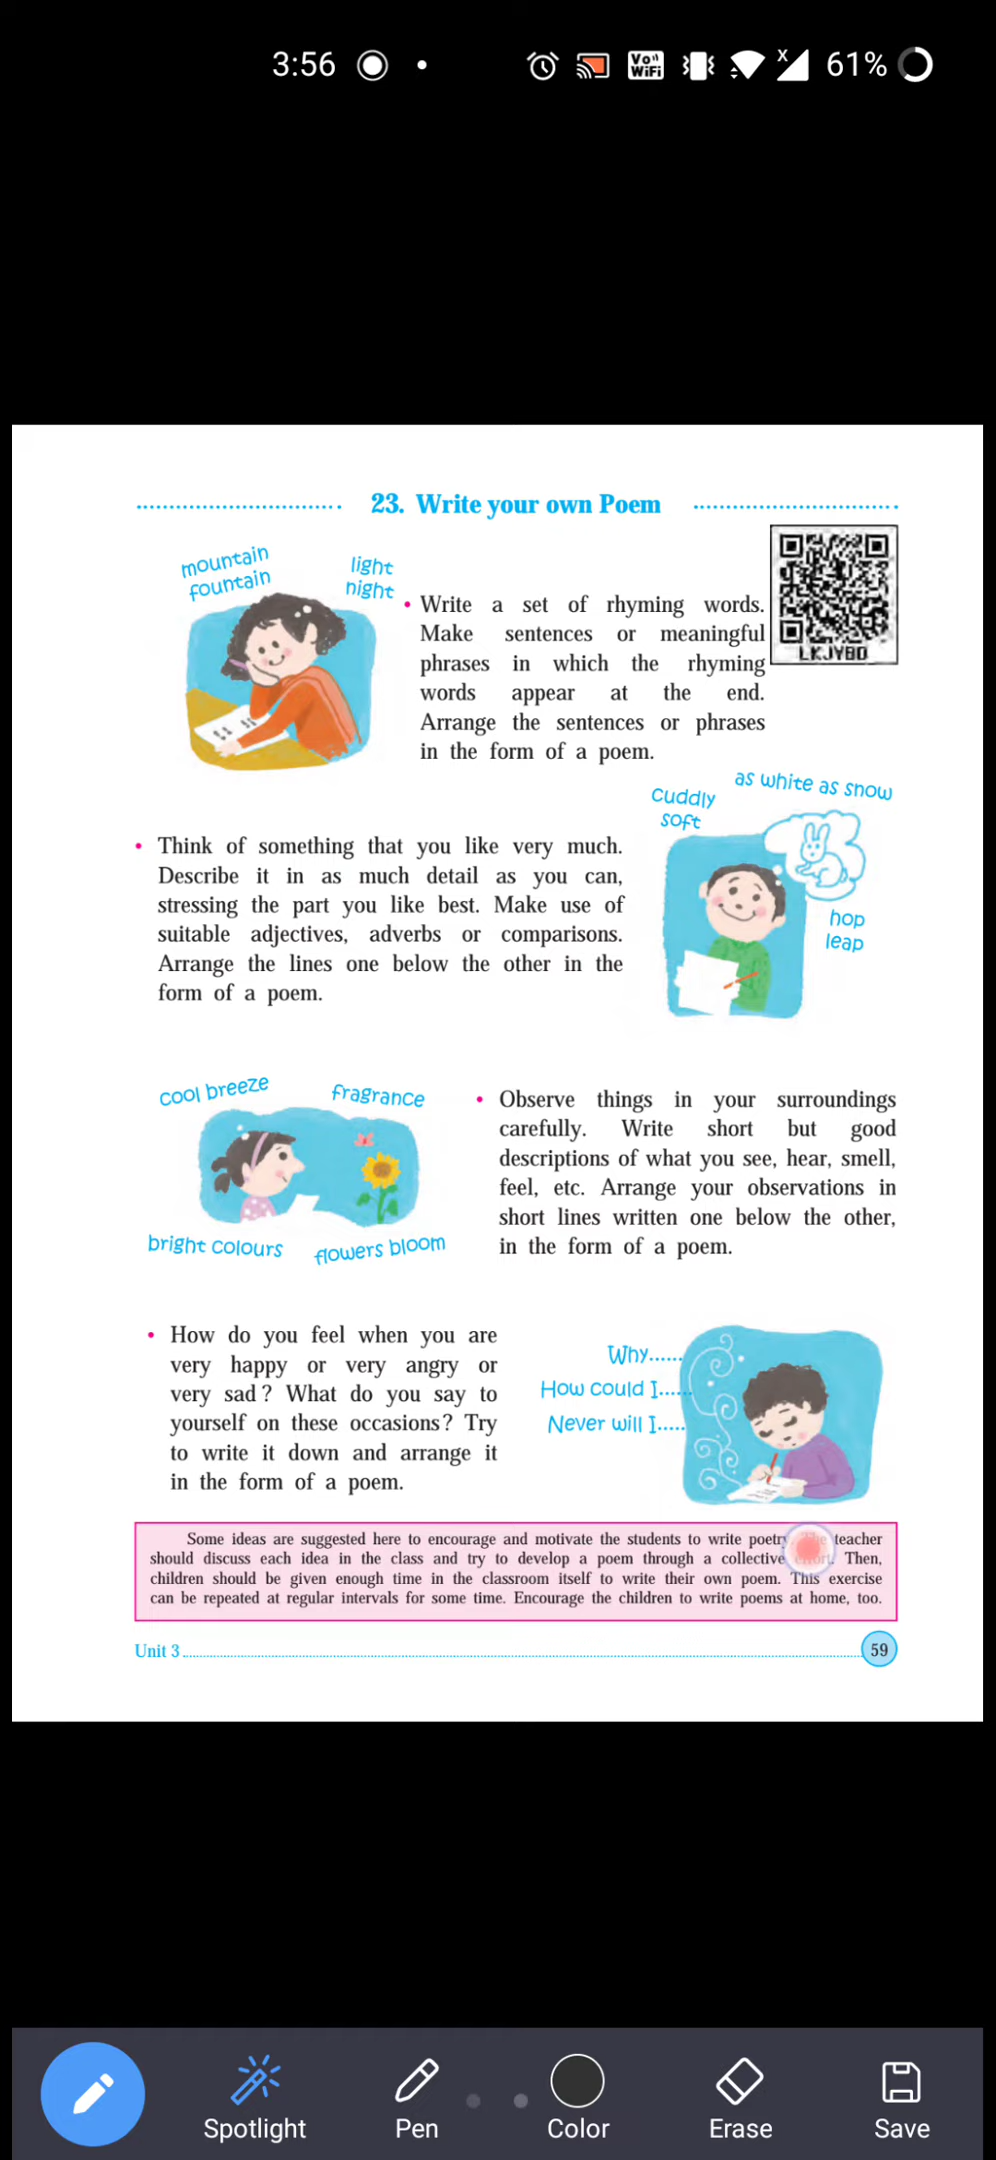 3:56
Vo
WiFi
x
61%
23. Write your own Poem
mountain
fountain
light
night
LKJYBD
• Write a set of rhyming words.
Make sentences or meaningful
phrases in which the rhyming
words appear at the end.
Arrange the sentences or phrases
in the form of a poem.
as white as snow
cuddly
soft
hop
leap
• Think of something that you like very much.
Describe it in as much detail as you can,
stressing the part you like best. Make use of
suitable adjectives, adverbs or comparisons.
Arrange the lines one below the other in the
form of a poem.
cool breeze
fragrance
bright colours
flowers bloom
• Observe things in your surroundings
carefully. Write short but good
descriptions of what you see, hear, smell,
feel, etc. Arrange your observations in
short lines written one below the other,
in the form of a poem.
• How do you feel when you are
very happy or very angry or
very sad? What do you say to
yourself on these occasions? Try
to write it down and arrange it
in the form of a poem.
Why......
How could I......
Never will I.....
Some ideas are suggested here to encourage and motivate the students to write poetry. The teacher
should discuss each idea in the class and try to develop a poem through a collective effort. Then,
children should be given enough time in the classroom itself to write their own poem. This exercise
can be repeated at regular intervals for some time. Encourage the children to write poems at home, too.
Unit 3
59
Spotlight
Pen
Color
Erase
Save